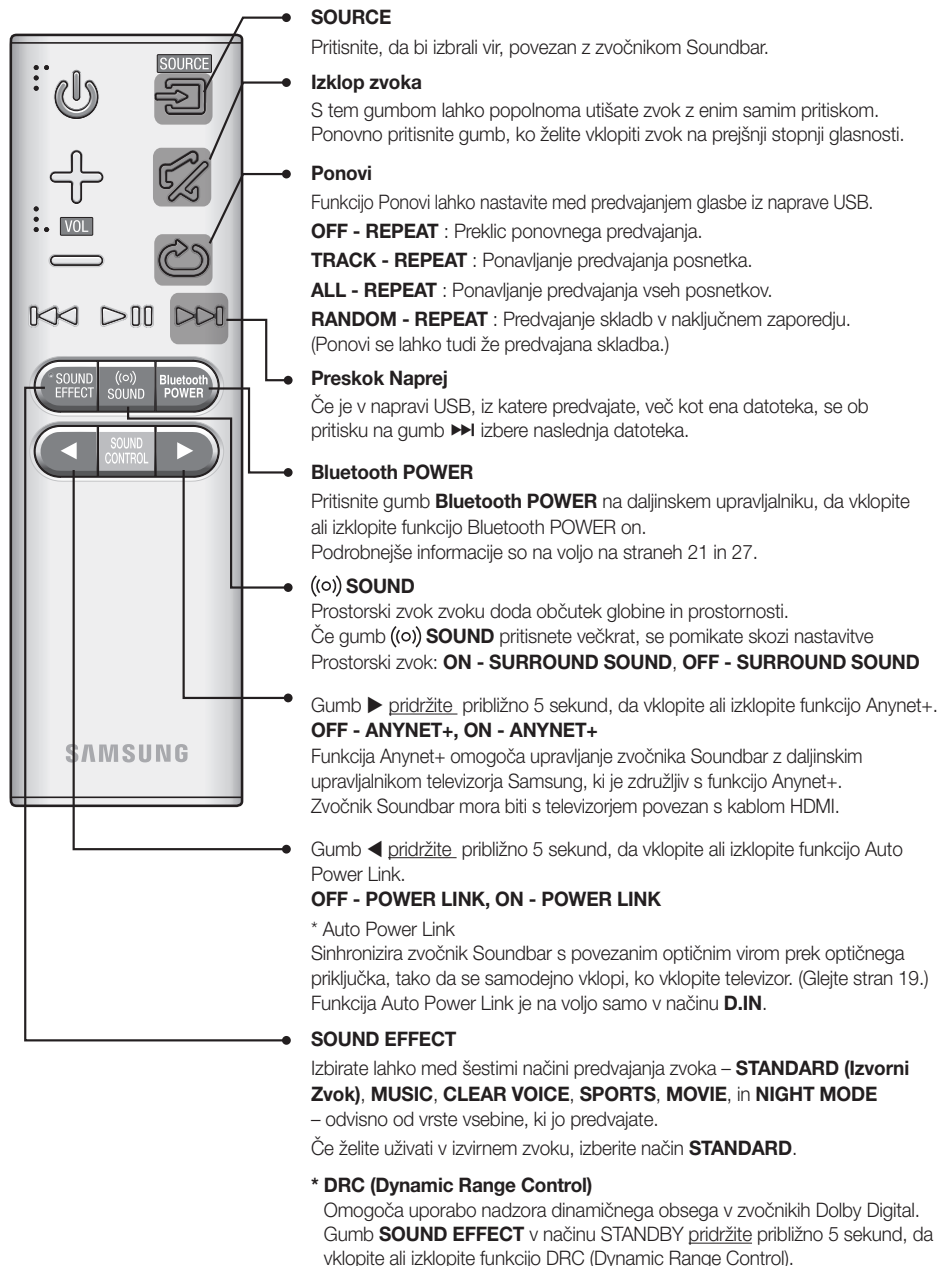 SOURCE
Pritisnite, da bi izbrali vir, povezan z zvočnikom Soundbar.
Izklop zvoka
S tem gumbom lahko popolnoma utišate zvok z enim samim pritiskom.
Ponovno pritisnite gumb, ko želite vklopiti zvok na prejšnji stopnji glasnosti.
Ponovi
Funkcijo Ponovi lahko nastavite med predvajanjem glasbe iz naprave USB.
OFF - REPEAT : Preklic ponovnega predvajanja.
TRACK - REPEAT : Ponavljanje predvajanja posnetka.
ALL - REPEAT : Ponavljanje predvajanja vseh posnetkov.
RANDOM - REPEAT : Predvajanje skladb v naključnem zaporedju.
(Ponovi se lahko tudi že predvajana skladba.)
Preskok Naprej
Če je v napravi USB, iz katere predvajate, več kot ena datoteka, se ob
pritisku na gumb ▶▶| izbere naslednja datoteka.
Bluetooth POWER
Pritisnite gumb Bluetooth POWER na daljinskem upravljalniku, da vklopite
ali izklopite funkcijo Bluetooth POWER on.
Podrobnejše informacije so na voljo na straneh 21 in 27.
((o)) SOUND
Prostorski zvok zvoku doda občutek globine in prostornosti.
Če gumb ((o)) SOUND pritisnete večkrat, se pomikate skozi nastavitve
Prostorski zvok: ON - SURROUND SOUND, OFF - SURROUND SOUND
Gumb ▶ pridržite približno 5 sekund, da vklopite ali izklopite funkcijo Anynet+.
OFF - ANYNET+, ON - ANYNET+
Funkcija Anynet+ omogoča upravljanje zvočnika Soundbar z daljinskim
upravljalnikom televizorja Samsung, ki je združljiv s funkcijo Anynet+.
Zvočnik Soundbar mora biti s televizorjem povezan s kablom HDMI.
Gumb ◀ pridržite približno 5 sekund, da vklopite ali izklopite funkcijo Auto
Power Link.
OFF - POWER LINK, ON - POWER LINK
* Auto Power Link
Sinhronizira zvočnik Soundbar s povezanim optičnim virom prek optičnega
priključka, tako da se samodejno vklopi, ko vklopite televizor. (Glejte stran 19.)
Funkcija Auto Power Link je na voljo samo v načinu D.IN.
SOUND EFFECT
Izbirate lahko med šestimi načini predvajanja zvoka – STANDARD (Izvorni
Zvok), MUSIC, CLEAR VOICE, SPORTS, MOVIE, in NIGHT MODE
– odvisno od vrste vsebine, ki jo predvajate.
Če želite uživati v izvirnem zvoku, izberite način STANDARD.
* DRC (Dynamic Range Control)
Omogoča uporabo nadzora dinamičnega obsega v zvočnikih Dolby Digital.
Gumb SOUND EFFECT v načinu STANDBY pridržite približno 5 sekund, da
vklopite ali izklopite funkcijo DRC (Dynamic Range Control).
SOURCE
VOL
* SOUND
EFFECT
((o))
SOUND
Bluetooth
POWER
SOUND
CONTROL
SAMSUNG